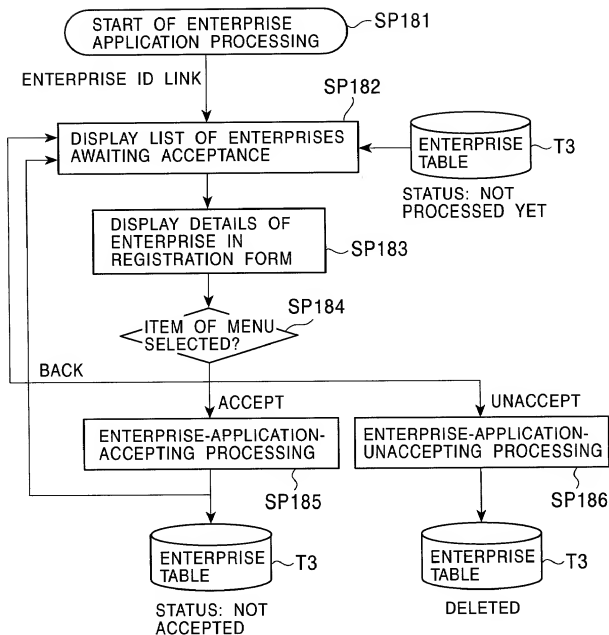 START OF ENTERPRISE
APPLICATION PROCESSING
SP181
ENTERPRISE ID LINK
SP182
DISPLAY LIST OF ENTERPRISES
AWAITING ACCEPTANCE
ENTERPRISE
TABLE
T3
STATUS: NOT
PROCESSED YET
DISPLAY DETAILS OF
ENTERPRISE IN
REGISTRATION FORM
SP183
SP184
ITEM OF MENU
SELECTED?
BACK
ACCEPT
UNACCEPT
ENTERPRISE-APPLICATION-
ACCEPTING PROCESSING
ENTERPRISE-APPLICATION-
UNACCEPTING PROCESSING
SP185
SP186
ENTERPRISE
TABLE
T3
ENTERPRISE
TABLE
T3
STATUS: NOT
ACCEPTED
DELETED